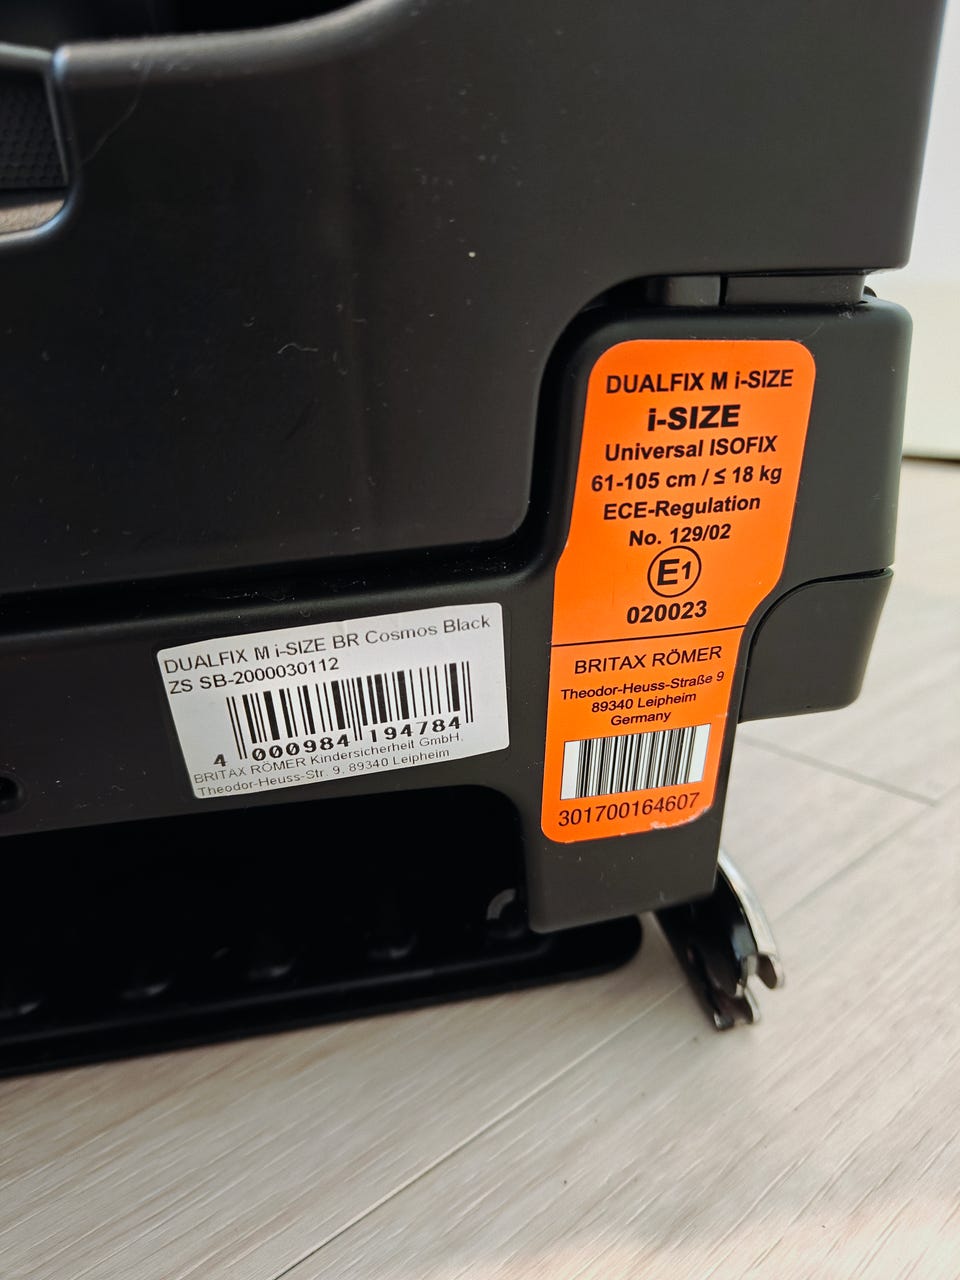 DUALFIX M i-SIZE
i-SIZE
Universal ISOFIX
61-105 cm / ≤ 18 kg
ECE-Regulation
No. 129/02
E1
020023
BRITAX RÖMER
Theodor-Heuss-Straße 9
89340 Leipheim
Germany
301700164607
DUALFIX M i-SIZE BR Cosmos Black
ZS SB-2000030112
4 000984 194784
BRITAX RÖMER Kindersicherheit GmbH,
Theodor-Heuss-Str. 9, 89340 Leipheim